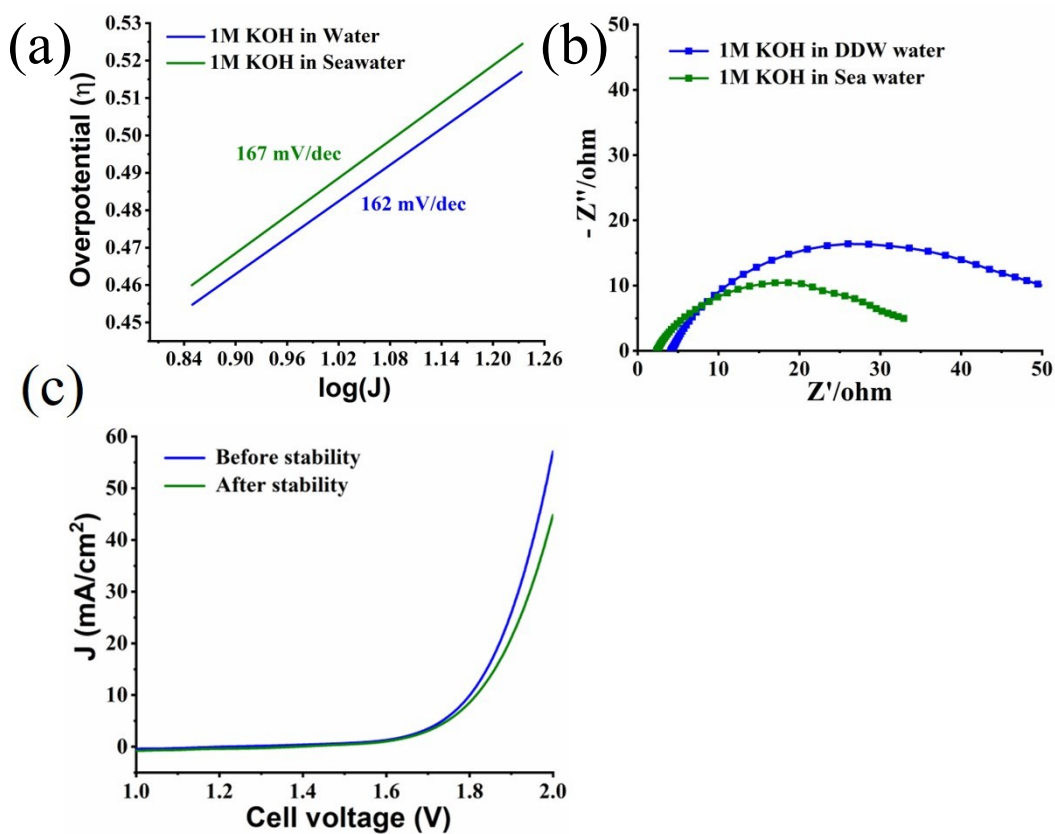 (a)
Overpotential (η)
0.53
0.52
0.51
0.50
0.49
0.48
0.47
0.46
0.45
1M KOH in Water
1M KOH in Seawater
167 mV/dec
162 mV/dec
0.84 0.90 0.96 1.02 1.08 1.14 1.20 1.26
log(J)
(b)
- Z"/ohm
50
40
30
20
10
0
1M KOH in DDW water
1M KOH in Sea water
0 10 20 30 40 50
Z'/ohm
(c)
J (mA/cm²)
60
50
40
30
20
10
0
Before stability
After stability
1.0 1.2 1.4 1.6 1.8 2.0
Cell voltage (V)